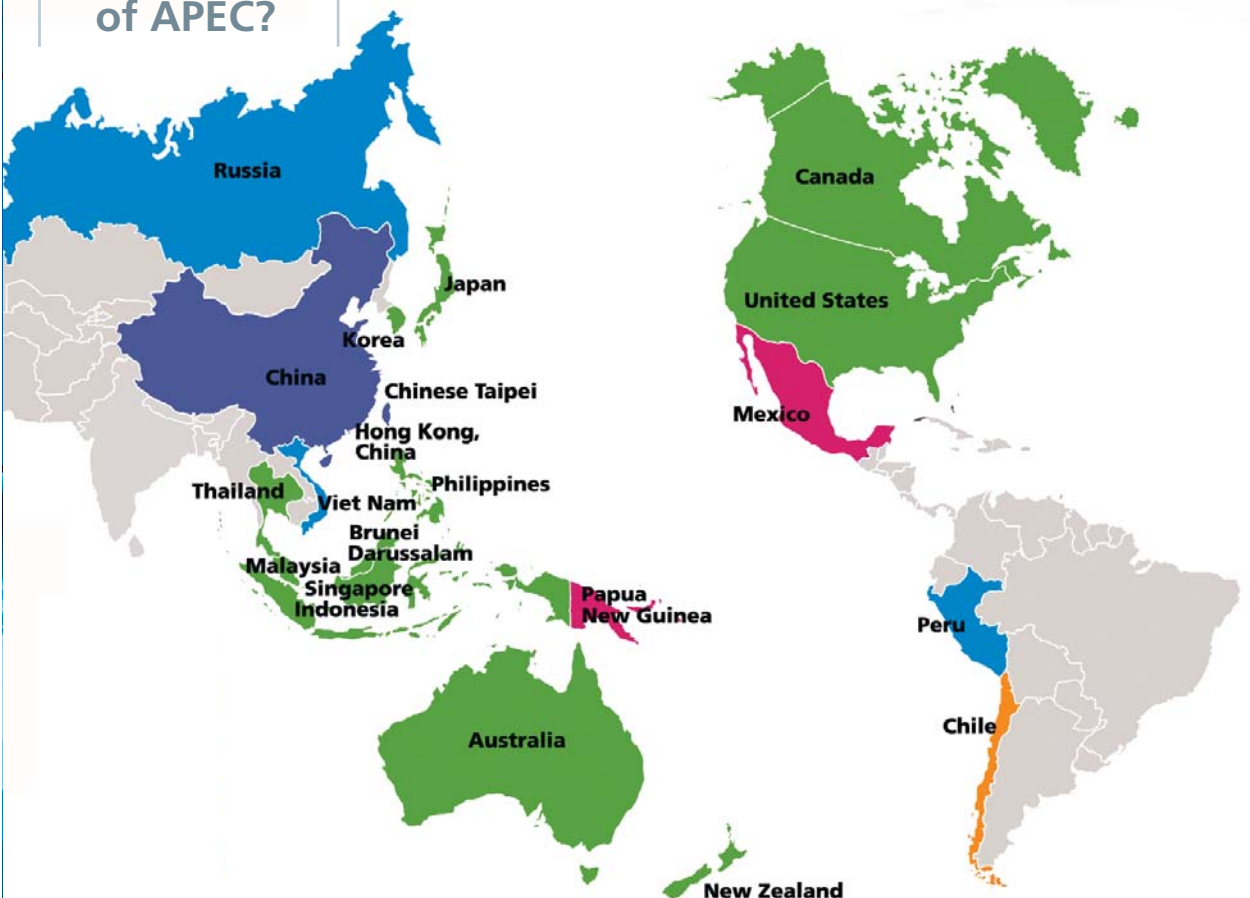 of APEC?
Russia
Canada
Japan
United States
Korea
China
Chinese Taipei
Mexico
Hong Kong,
China
Philippines
Thailand
Viet Nam
Brunei
Darussalam
Malaysia
Singapore
Indonesia
Papua
New Guinea
Peru
Chile
Australia
New Zealand